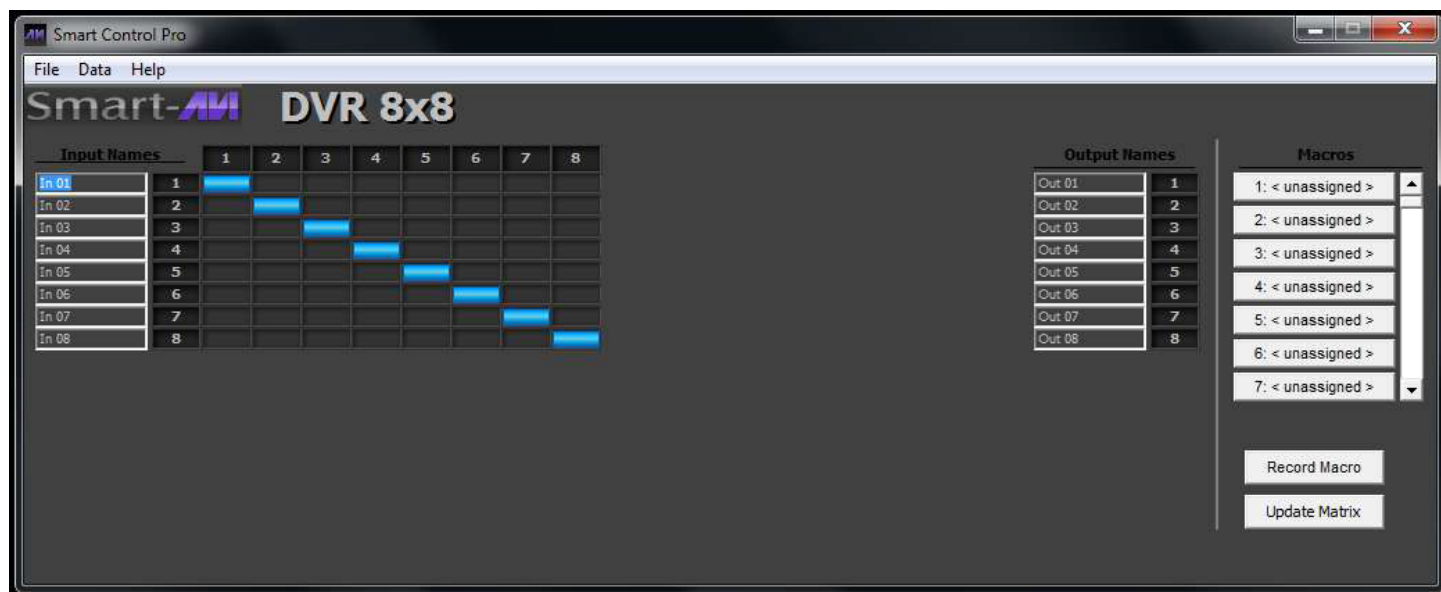 Smart Control Pro
File Data Help
Smart-AVI DVR 8x8
Input Names 1 2 3 4 5 6 7 8 Output Names Macros
In 01 1 Out 01 1 1: < unassigned >
In 02 2 Out 02 2 2: < unassigned >
In 03 3 Out 03 3 3: < unassigned >
In 04 4 Out 04 4 4: < unassigned >
In 05 5 Out 05 5 5: < unassigned >
In 06 6 Out 06 6 6: < unassigned >
In 07 7 Out 07 7 7: < unassigned >
In 08 8 Out 08 8
Record Macro
Update Matrix